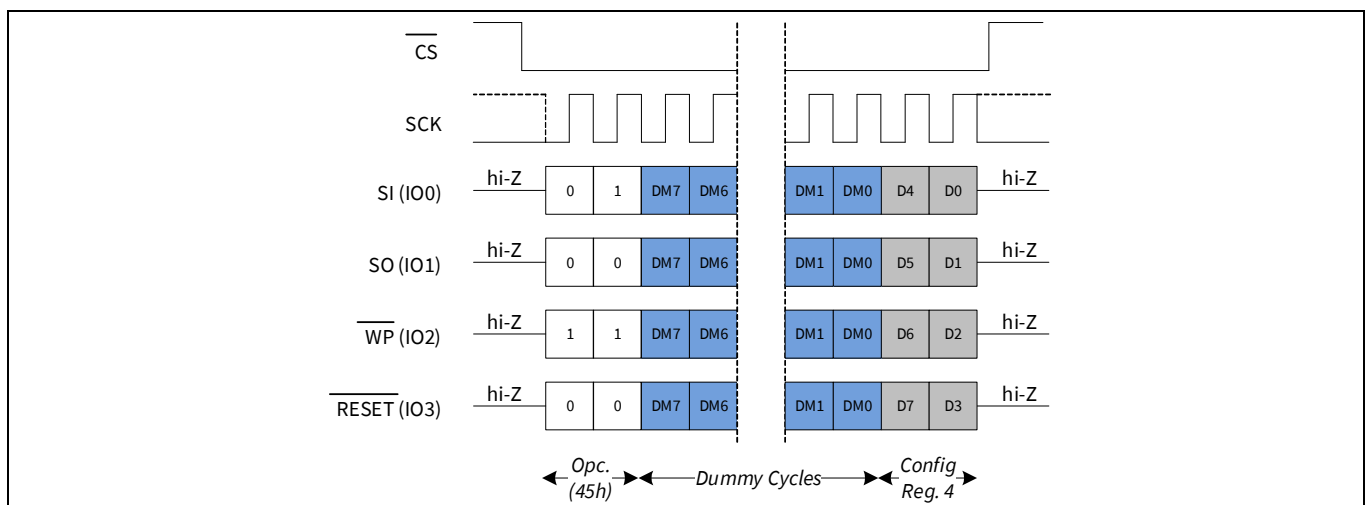 CS
SCK
SI (IO0) hi-Z 0 1 DM7 DM6 DM1 DM0 D4 D0 hi-Z
SO (IO1) hi-Z 0 0 DM7 DM6 DM1 DM0 D5 D1 hi-Z
WP (IO2) hi-Z 1 1 DM7 DM6 DM1 DM0 D6 D2 hi-Z
RESET (IO3) hi-Z 0 0 DM7 DM6 DM1 DM0 D7 D3 hi-Z
Opc. (45h)
Dummy Cycles
Config Reg. 4